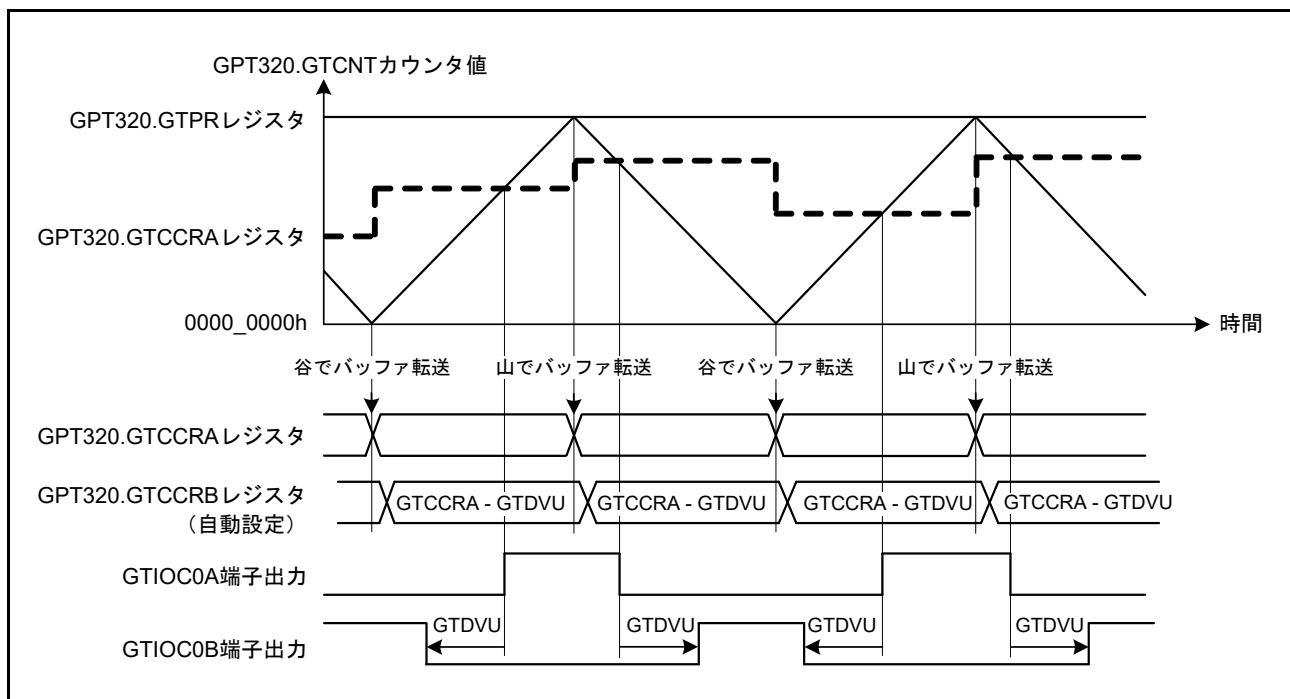 GPT320.GTCNTカウンタ値
GPT320.GTPRレジスタ
GPT320.GTCCRAレジスタ
0000_0000h
時間
谷でバッファ転送
山でバッファ転送
谷でバッファ転送
山でバッファ転送
GPT320.GTCCRAレジスタ
GPT320.GTCCRBレジスタ
(自動設定)
GTCCRA - GTDVU
GTCCRA - GTDVU
GTCCRA - GTDVU
GTCCRA - GTDVU
GTIOC0A端子出力
GTDVU
GTDVU
GTDVU
GTDVU
GTIOC0B端子出力